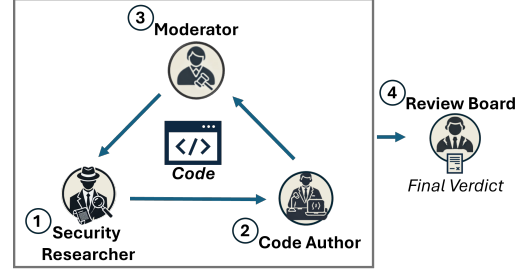 3
Moderator
4
Review Board
</>
Code
Final Verdict
1
Security
Researcher
2
Code Author